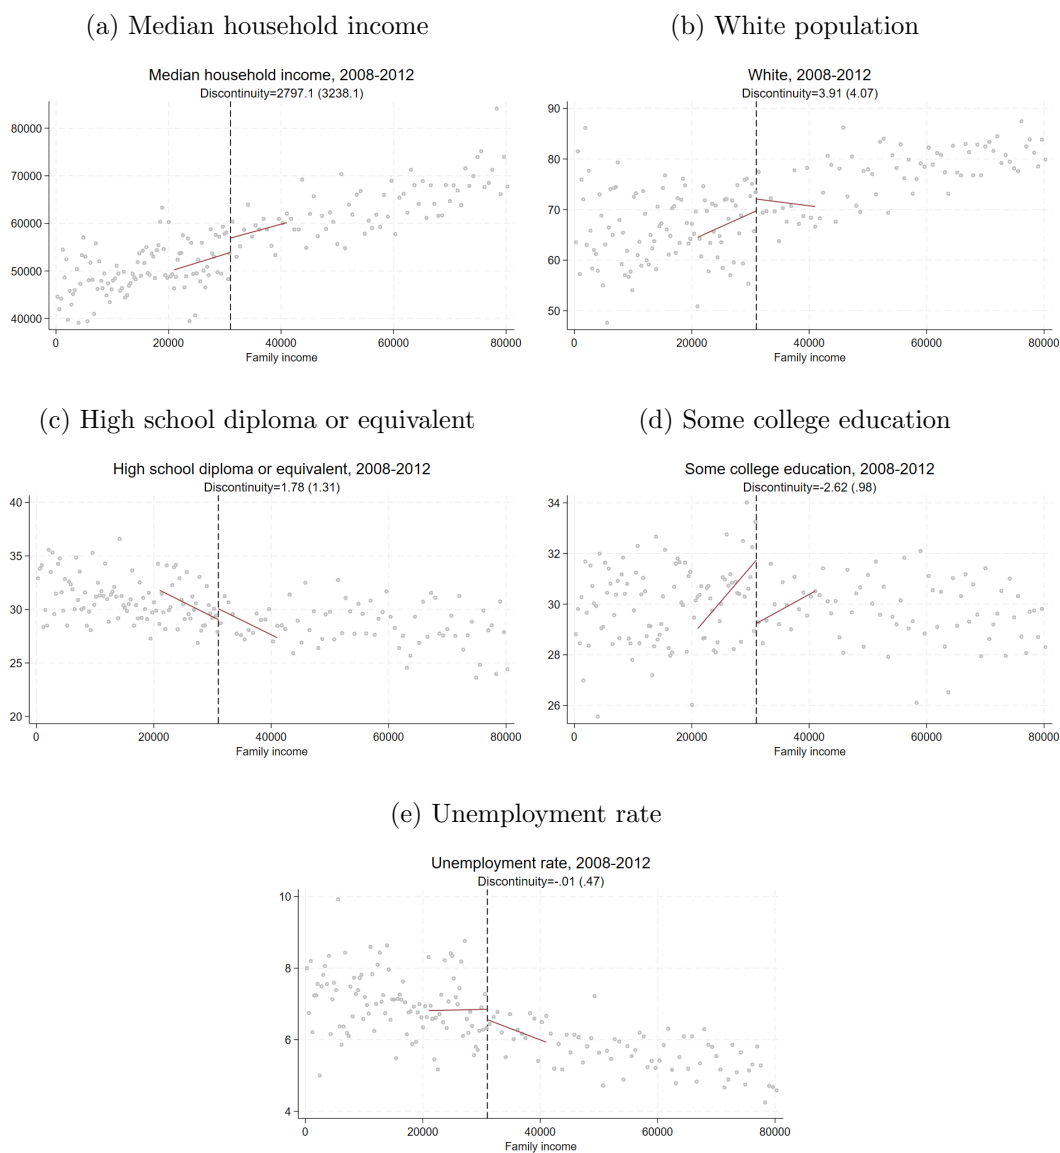 (a) Median household income
Median household income, 2008-2012
Discontinuity=2797.1 (3238.1)
80000
70000
60000
50000
40000
0 20000 40000 60000 80000
Family income
(b) White population
White, 2008-2012
Discontinuity=3.91 (4.07)
90
80
70
60
50
0 20000 40000 60000 80000
Family income
(c) High school diploma or equivalent
High school diploma or equivalent, 2008-2012
Discontinuity=1.78 (1.31)
40
35
30
25
20
0 20000 40000 60000 80000
Family income
(d) Some college education
Some college education, 2008-2012
Discontinuity=-2.62 (.98)
34
32
30
28
26
0 20000 40000 60000 80000
Family income
(e) Unemployment rate
Unemployment rate, 2008-2012
Discontinuity=-.01 (.47)
10
8
6
4
0 20000 40000 60000 80000
Family income